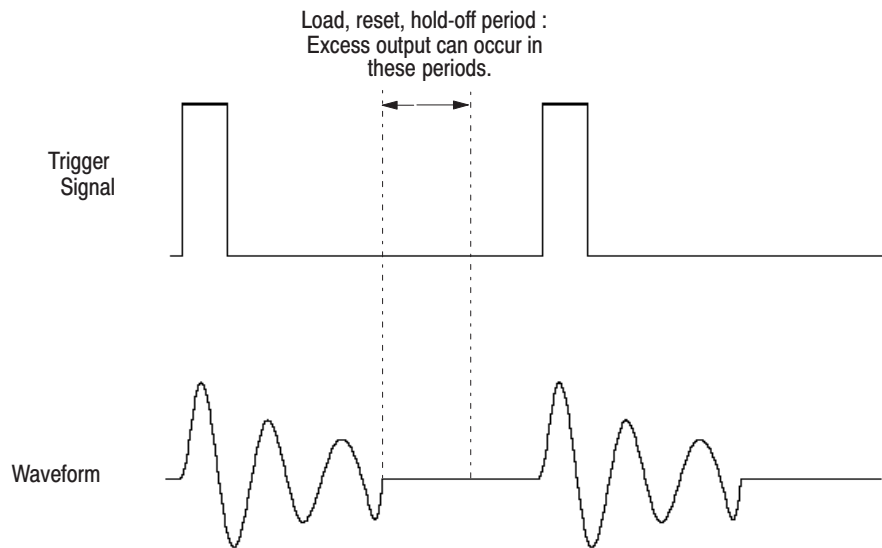 Load, reset, hold-off period :
Excess output can occur in
these periods.
Trigger
Signal
Waveform